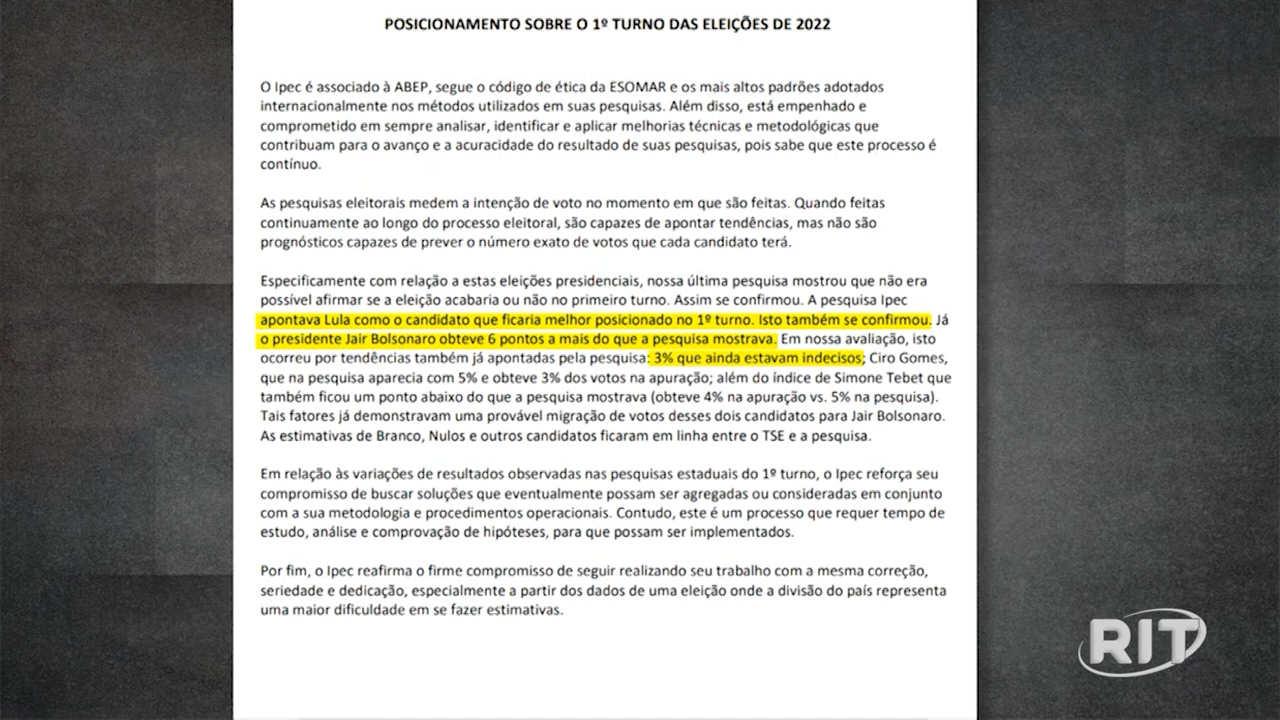 POSICIONAMENTO SOBRE O 1º TURNO DAS ELEIÇÕES DE 2022
O Ipec é associado à ABEP, segue o código de ética da ESOMAR e os mais altos padrões adotados
internacionalmente nos métodos utilizados em suas pesquisas. Além disso, está empenhado e
comprometido em sempre analisar, identificar e aplicar melhorias técnicas e metodológicas que
contribuam para o avanço e a acuracidade do resultado de suas pesquisas, pois sabe que este processo é
contínuo.
As pesquisas eleitorais medem a intenção de voto no momento em que são feitas. Quando feitas
continuamente ao longo do processo eleitoral, são capazes de apontar tendências, mas não são
prognósticos capazes de prever o número exato de votos que cada candidato terá.
Especificamente com relação a estas eleições presidenciais, nossa última pesquisa mostrou que não era
possível afirmar se a eleição acabaria ou não no primeiro turno. Assim se confirmou. A pesquisa Ipec
apontava Lula como o candidato que ficaria melhor posicionado no 1º turno. Isto também se confirmou. Já
o presidente Jair Bolsonaro obteve 6 pontos a mais do que a pesquisa mostrava. Em nossa avaliação, isto
ocorreu por tendências também já apontadas pela pesquisa: 3% que ainda estavam indecisos; Ciro Gomes,
que na pesquisa aparecia com 5% e obteve 3% dos votos na apuração; além do índice de Simone Tebet que
também ficou um ponto abaixo do que a pesquisa mostrava (obteve 4% na apuração vs. 5% na pesquisa).
Tais fatores já demonstravam uma provável migração de votos desses dois candidatos para Jair Bolsonaro.
As estimativas de Branco, Nulos e outros candidatos ficaram em linha entre o TSE e a pesquisa.
Em relação às variações de resultados observadas nas pesquisas estaduais do 1º turno, o Ipec reforça seu
compromisso de buscar soluções que eventualmente possam ser agregadas ou consideradas em conjunto
com a sua metodologia e procedimentos operacionais. Contudo, este é um processo que requer tempo de
estudo, análise e comprovação de hipóteses, para que possam ser implementados.
Por fim, o Ipec reafirma o firme compromisso de seguir realizando seu trabalho com a mesma correção,
seriedade e dedicação, especialmente a partir dos dados de uma eleição onde a divisão do país representa
uma maior dificuldade em se fazer estimativas.
RIT